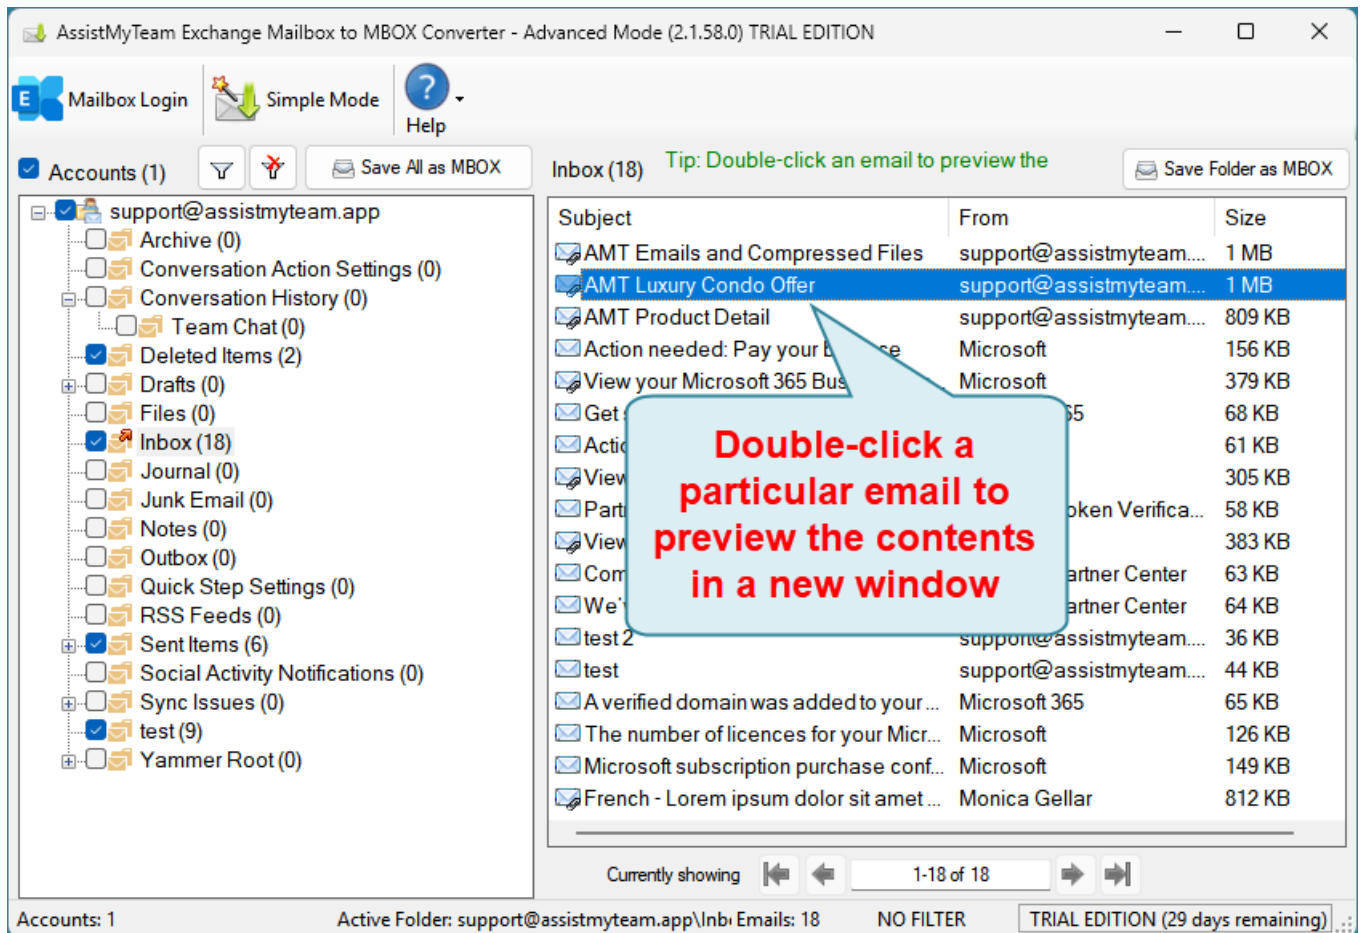 AssistMyTeam Exchange Mailbox to MBOX Converter - Advanced Mode (2.1.58.0) TRIAL EDITION
E Mailbox Login Simple Mode ? Help
Accounts (1) Save All as MBOX
support@assistmyteam.app
Archive (0)
Conversation Action Settings (0)
Conversation History (0)
Team Chat (0)
Deleted Items (2)
Drafts (0)
Files (0)
Inbox (18)
Journal (0)
Junk Email (0)
Notes (0)
Outbox (0)
Quick Step Settings (0)
RSS Feeds (0)
Sent Items (6)
Social Activity Notifications (0)
Sync Issues (0)
test (9)
Yammer Root (0)
Inbox (18) Tip: Double-click an email to preview the Save Folder as MBOX
Subject From Size
AMT Emails and Compressed Files support@assistmyteam.... 1 MB
AMT Luxury Condo Offer support@assistmyteam.... 1 MB
AMT Product Detail support@assistmyteam.... 809 KB
Action needed: Pay your Microsoft 156 KB
View your Microsoft 365 Microsoft 379 KB
Get 68 KB
61 KB
View 305 KB
Verifica... 58 KB
View 383 KB
Center 63 KB
Center 64 KB
test 2 support@assistmyteam.... 36 KB
test support@assistmyteam.... 44 KB
A verified domain was added to your ... Microsoft 365 65 KB
The number of licences for your Micr... Microsoft 126 KB
Microsoft subscription purchase conf... Microsoft 149 KB
French - Lorem ipsum dolor sit amet ... Monica Gellar 812 KB
Double-click a
particular email to
preview the contents
in a new window
Currently showing 1-18 of 18
Accounts: 1 Active Folder: support@assistmyteam.app\Inb Emails: 18 NO FILTER TRIAL EDITION (29 days remaining)